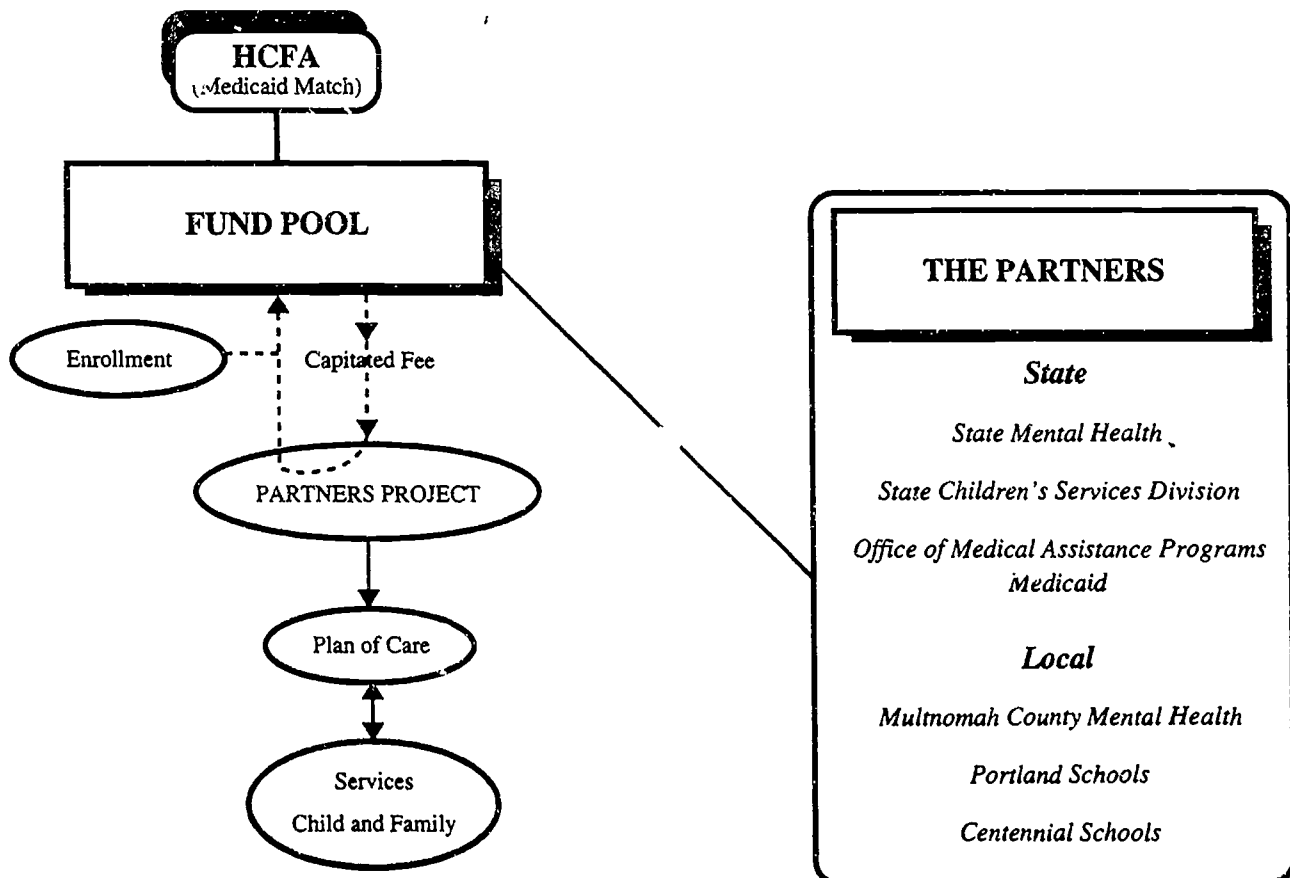 HCFA
(Medicaid Match)
FUND POOL
Enrollment
Capitated Fee
PARTNERS PROJECT
Plan of Care
Services
Child and Family
THE PARTNERS
State
State Mental Health
State Children's Services Division
Office of Medical Assistance Programs
Medicaid
Local
Multnomah County Mental Health
Portland Schools
Centennial Schools